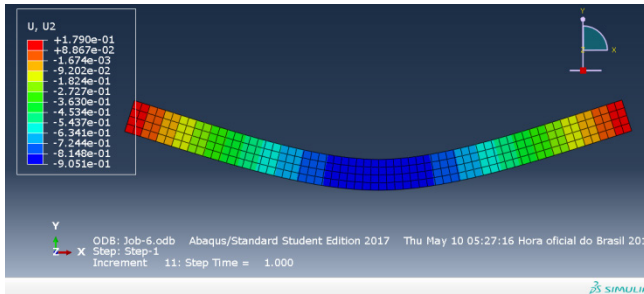 U, U2
+1.790e-01
+8.867e-02
-1.674e-03
-9.202e-02
-1.824e-01
-2.727e-01
-3.630e-01
-4.534e-01
-5.437e-01
-6.341e-01
-7.244e-01
-8.148e-01
-9.051e-01
Y
Z X
Y
Z X
ODB: Job-6.odb Abaqus/Standard Student Edition 2017 Thu May 10 05:27:16 Hora oficial do Brasil
Step: Step-1
Increment 11: Step Time = 1.000
SIMULI